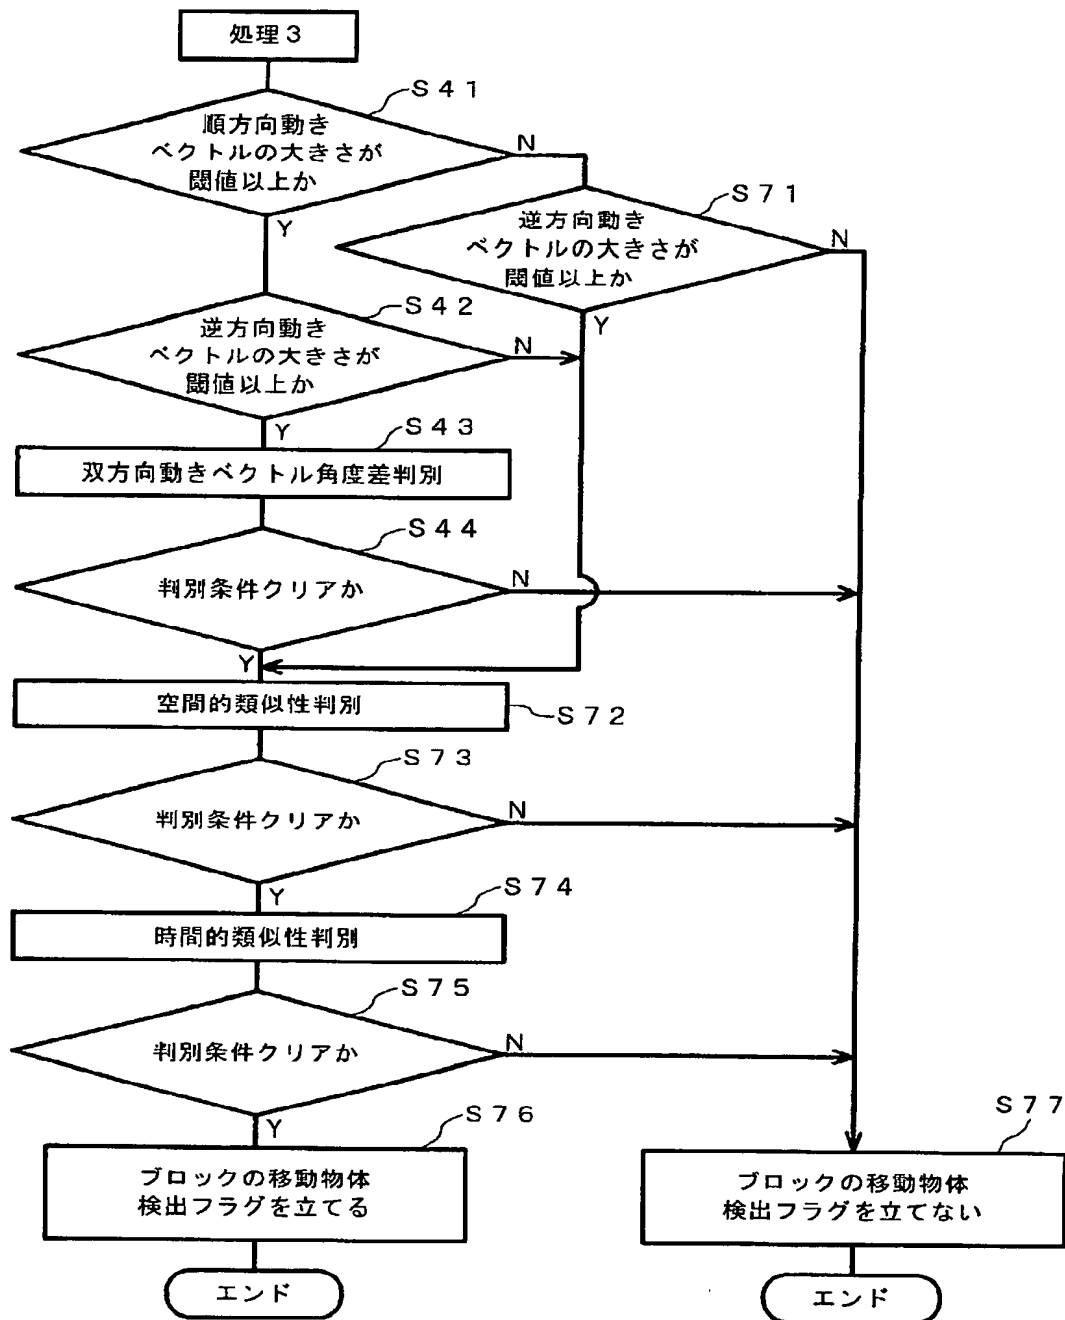 処理3
S41
順方向動き
ベクトルの大きさが
閾値以上か
N
Y
S71
逆方向動き
ベクトルの大きさが
閾値以上か
N
Y
S42
逆方向動き
ベクトルの大きさが
閾値以上か
N
Y
S43
双方向動きベクトル角度差判別
S44
判別条件クリアか
N
Y
空間的類似性判別
S72
S73
判別条件クリアか
N
Y
S74
時間的類似性判別
S75
判別条件クリアか
N
Y
S76
ブロックの移動物体
検出フラグを立てる
エンド
S77
ブロックの移動物体
検出フラグを立てない
エンド